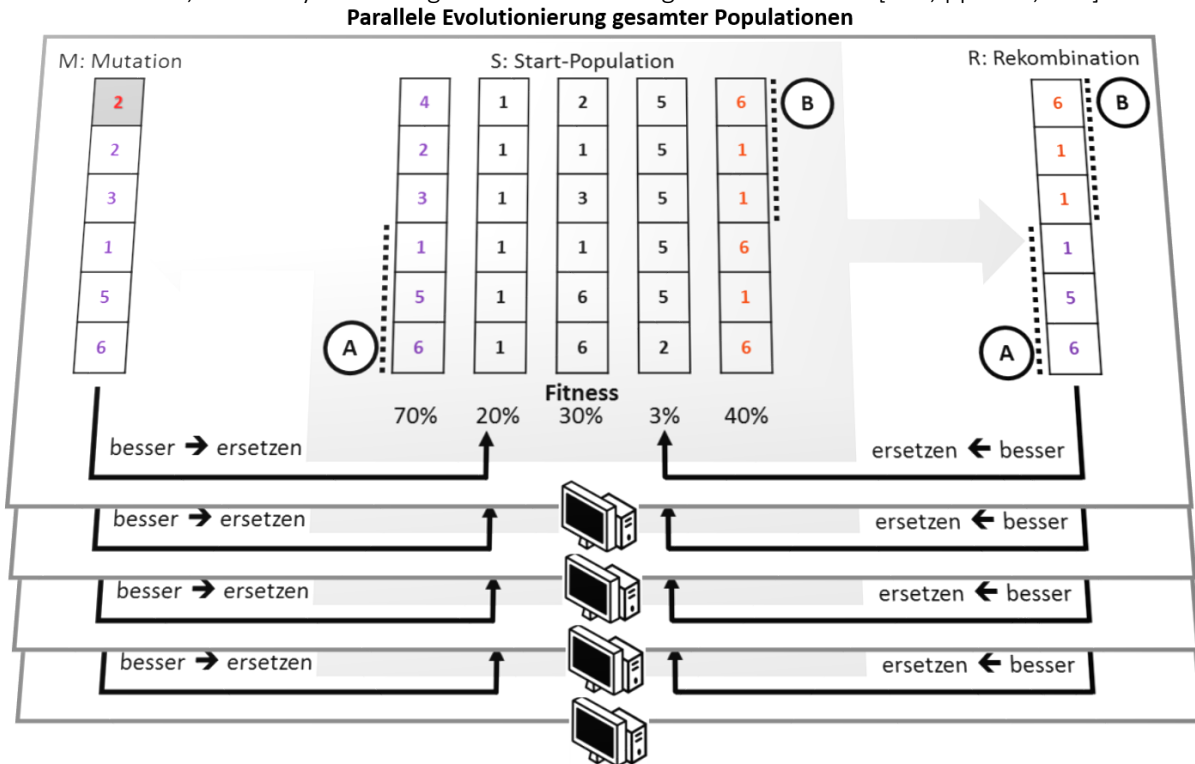 Parallele Evolutionierung gesamter Populationen
M: Mutation S: Start-Population R: Rekombination
2 4 1 2 5 6 B 6 B
2 2 1 1 5 1 1
3 3 1 3 5 1 1
1 1 1 1 5 6 1
5 5 1 6 5 1 5
6 A 6 1 6 2 6 A 6
Fitness
70% 20% 30% 3% 40%
besser → ersetzen ersetzen ← besser
besser → ersetzen ersetzen ← besser
besser → ersetzen ersetzen ← besser
besser → ersetzen ersetzen ← besser